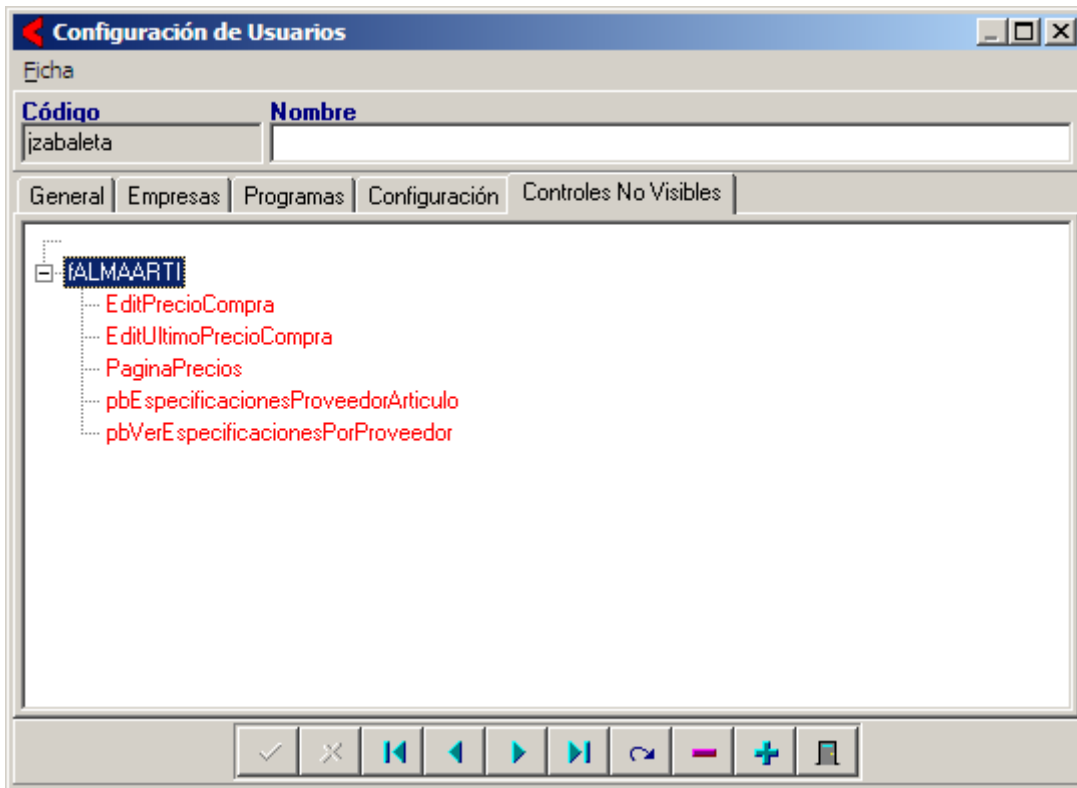 Configuración de Usuarios
Ficha
Código Nombre
jzabaleta
General Empresas Programas Configuración Controles No Visibles
fALMAARTI
EditPrecioCompra
EditUltimoPrecioCompra
PaginaPrecios
pbEspecificacionesProveedorArticulo
pbVerEspecificacionesPorProveedor